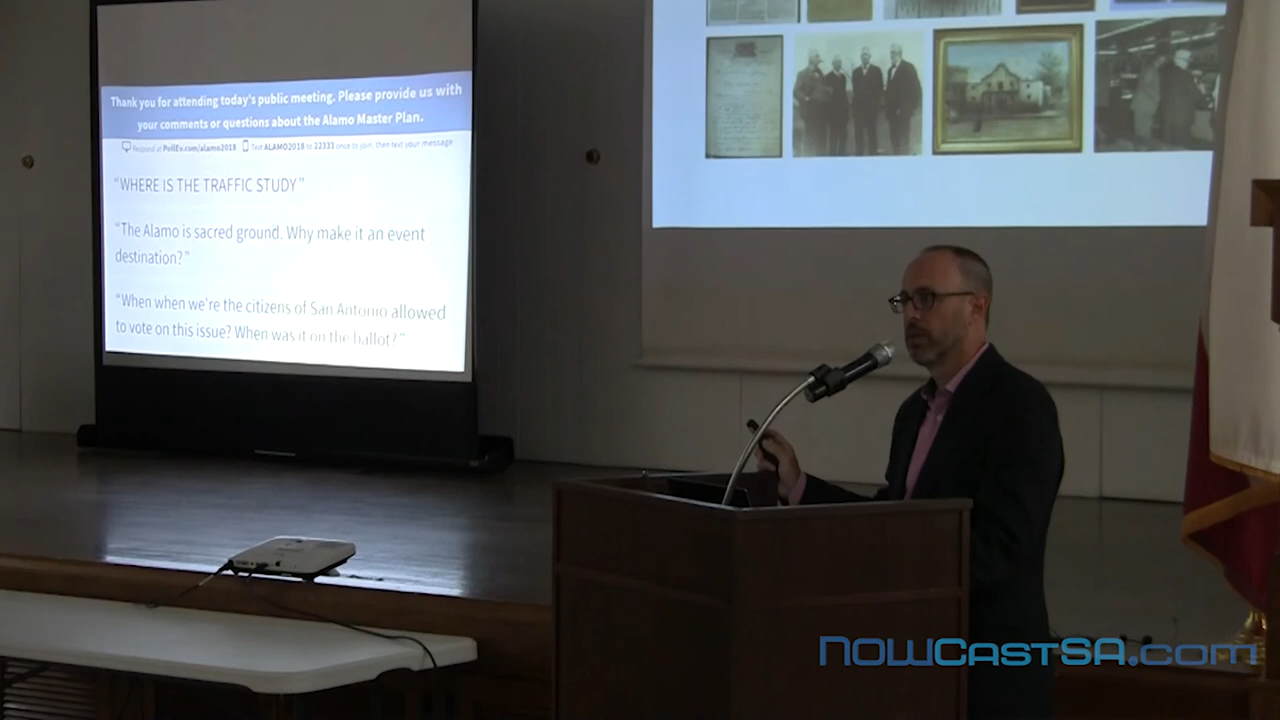 Thank you for attending today's public meeting. Please provide us with
your comments or questions about the Alamo Master Plan.
Respond at PollEv.com/alamo2018 Text ALAMO2018 to 22333 once to join, then text your message
“WHERE IS THE TRAFFIC STUDY”
“The Alamo is sacred ground. Why make it an event
destination?”
“When when we're the citizens of San Antonio allowed
to vote on this issue? When was it on the ballot?”
NOWCastSA.com